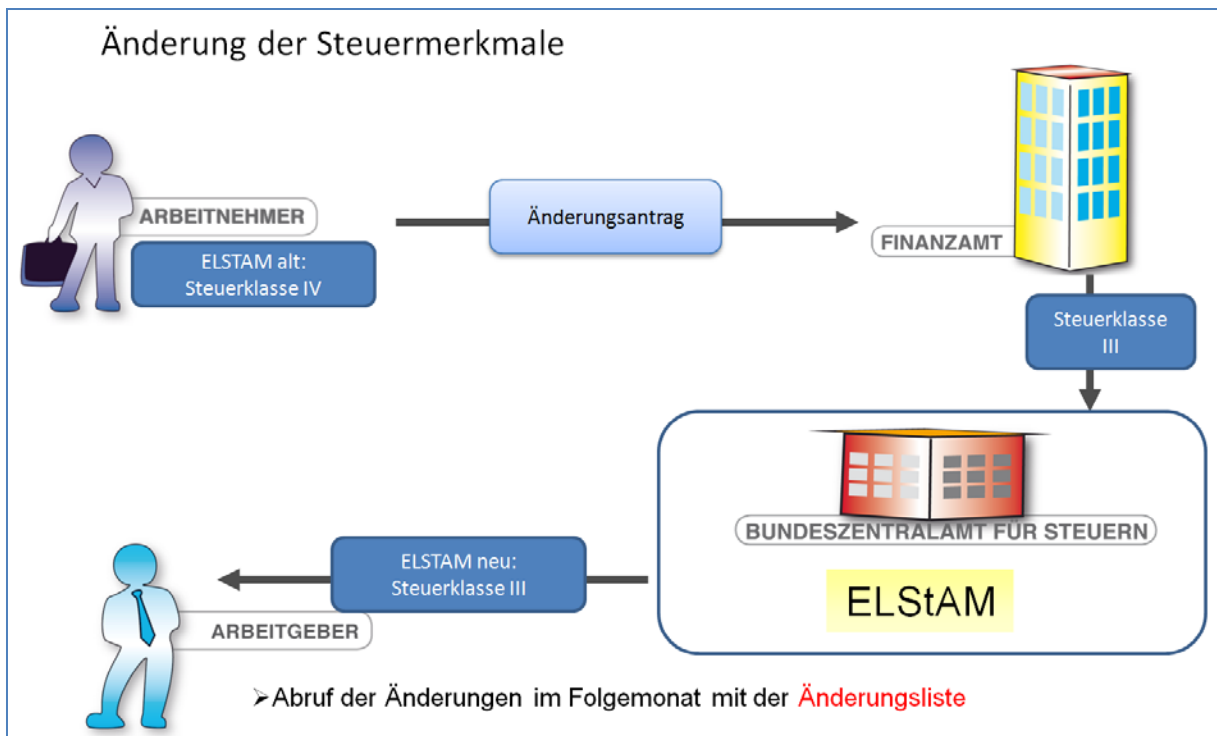 Änderung der Steuermerkmale
ARBEITNEHMER
ELSTAM alt:
Steuerklasse IV
Änderungsantrag
FINANZAMT
Steuerklasse
III
BUNDESZENTRALAMT FÜR STEUERN
ELStAM
ELSTAM neu:
Steuerklasse III
ARBEITGEBER
➢Abruf der Änderungen im Folgemonat mit der Änderungsliste